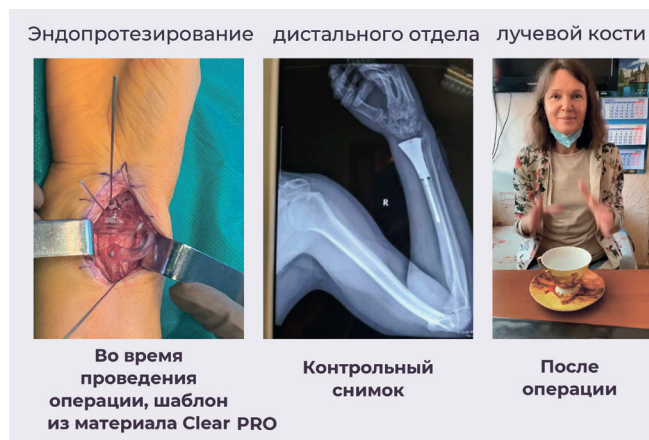 Эндопротезирование дистального отдела лучевой кости
R
Во время
проведения
операции, шаблон
из материала Clear PRO
Контрольный
снимок
После
операции